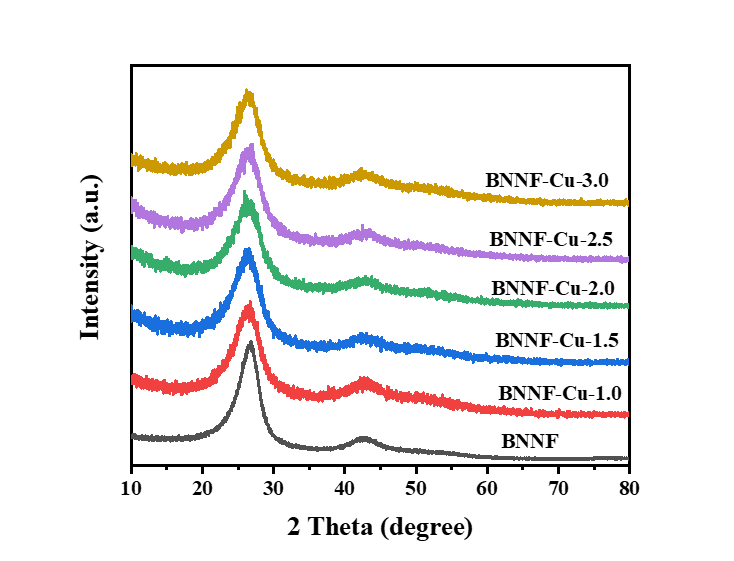 BNNF-Cu-3.0
BNNF-Cu-2.5
BNNF-Cu-2.0
BNNF-Cu-1.5
BNNF-Cu-1.0
BNNF
Intensity (a.u.)
10 20 30 40 50 60 70 80
2 Theta (degree)